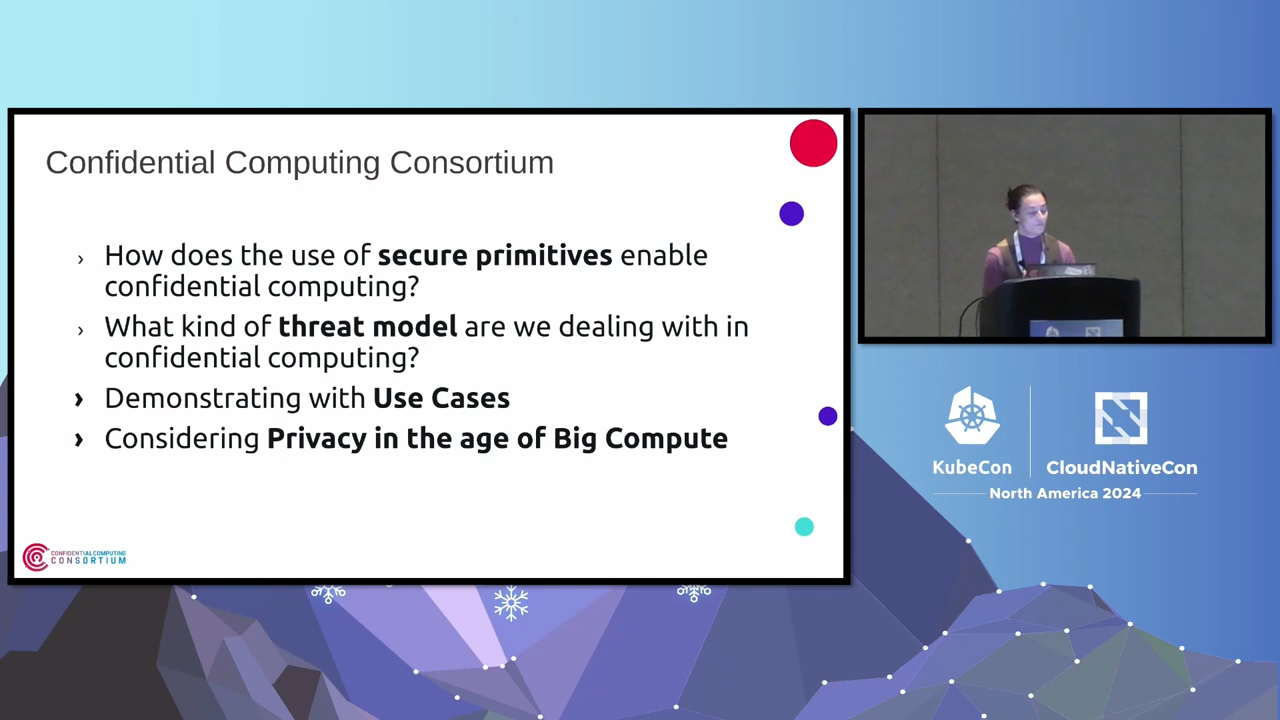 Confidential Computing Consortium
› How does the use of secure primitives enable
confidential computing?
› What kind of threat model are we dealing with in
confidential computing?
› Demonstrating with Use Cases
› Considering Privacy in the age of Big Compute
CONFIDENTIAL COMPUTING
CONSORTIUM
KubeCon
CloudNativeCon
North America 2024